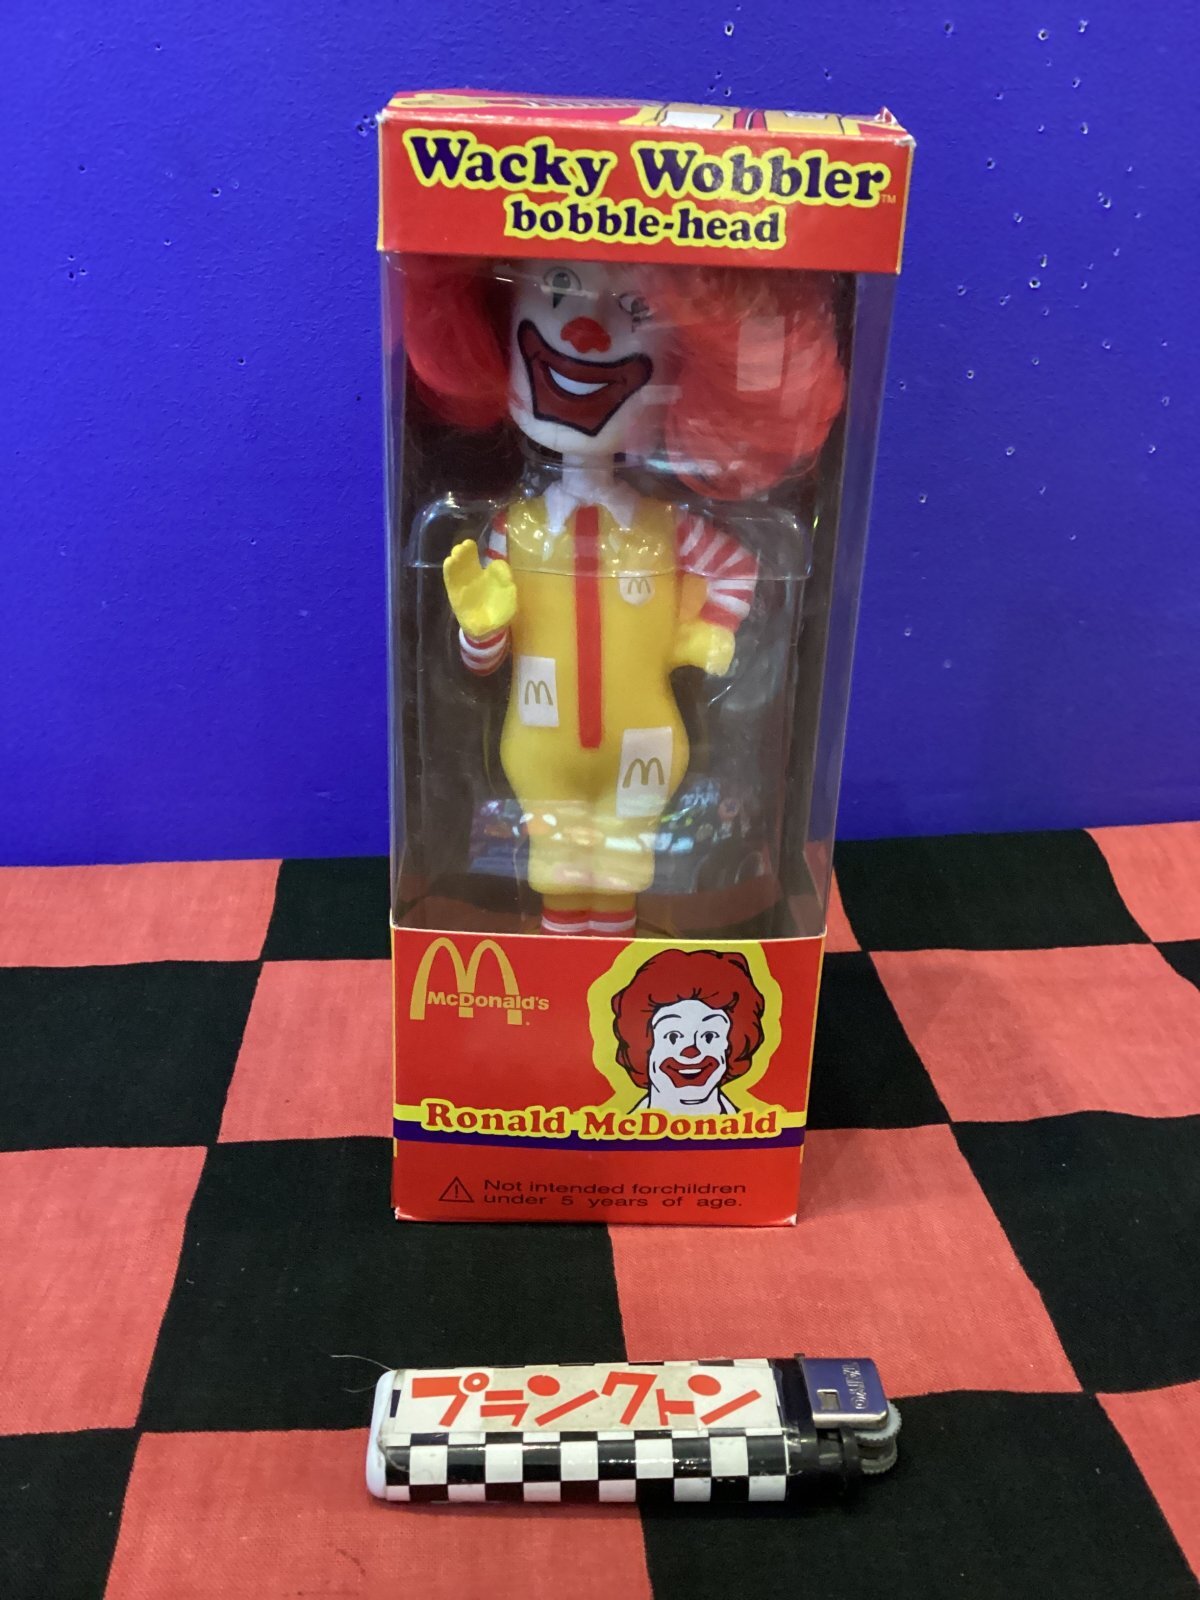 Wacky Wobbler™
bobble-head
McDonald's
Ronald McDonald
Not intended forchildren
under 5 years of age.
プランクトン